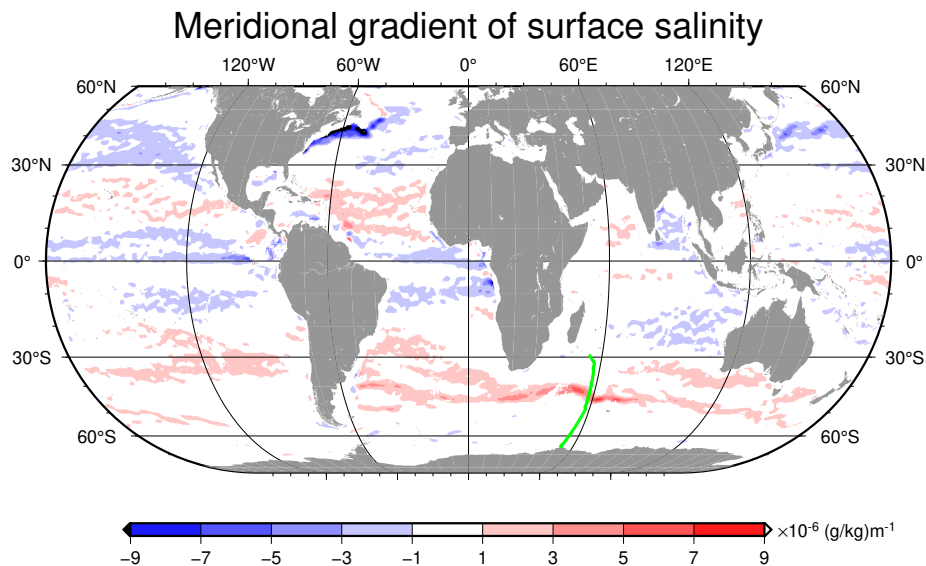 Meridional gradient of surface salinity
120°W 60°W 0° 60°E 120°E
60°N 60°N
30°N 30°N
0° 0°
30°S 30°S
60°S 60°S
×10⁻⁶ (g/kg)m⁻¹
−9 −7 −5 −3 −1 1 3 5 7 9